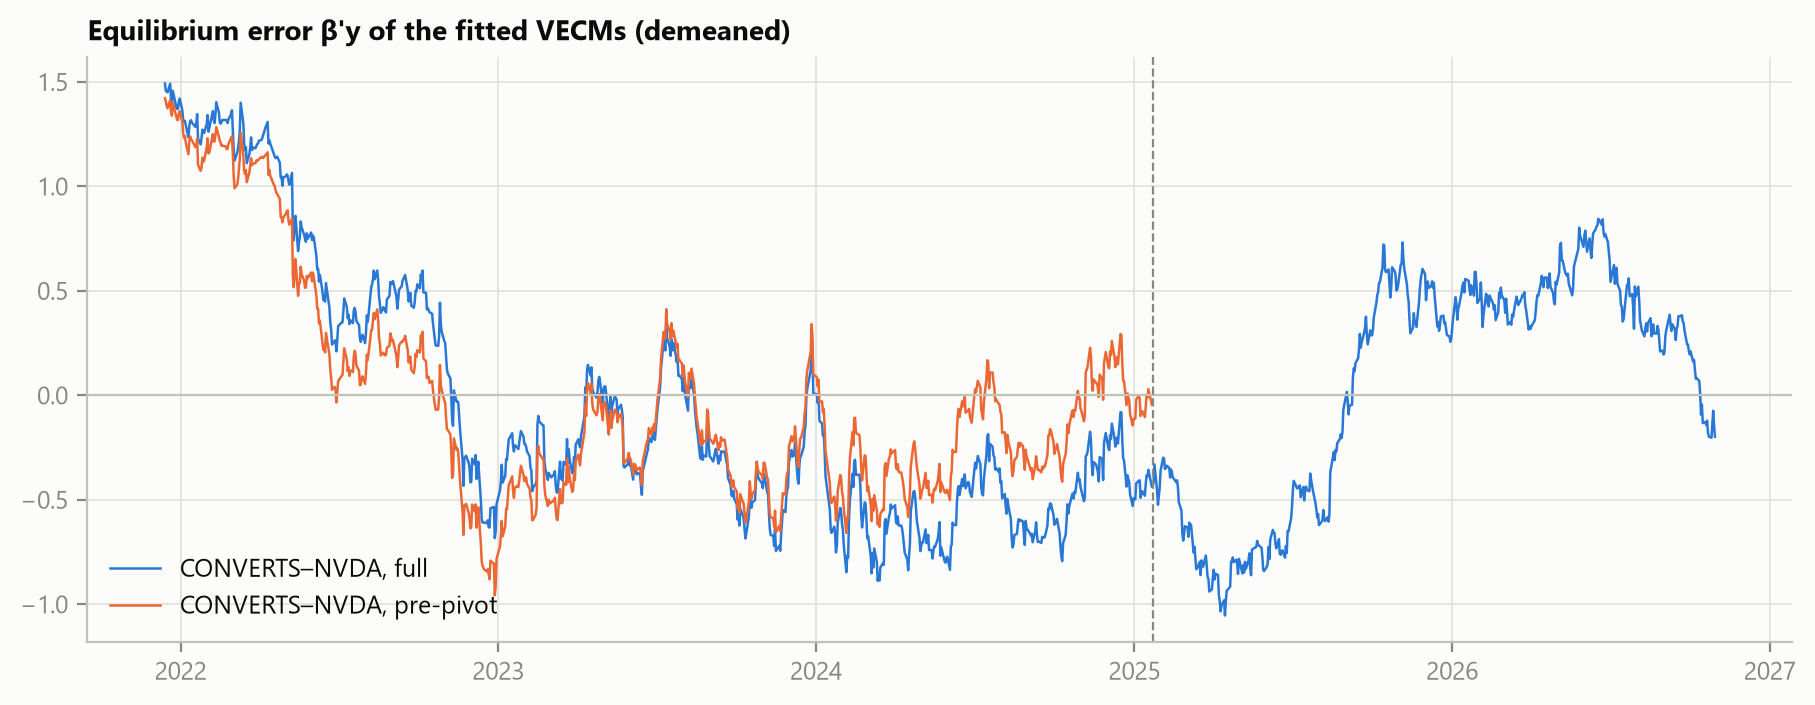 Equilibrium error β'y of the fitted VECMs (demeaned)
1.5
1.0
0.5
0.0
−0.5
−1.0
CONVERTS–NVDA, full
CONVERTS–NVDA, pre-pivot
2022 2023 2024 2025 2026 2027